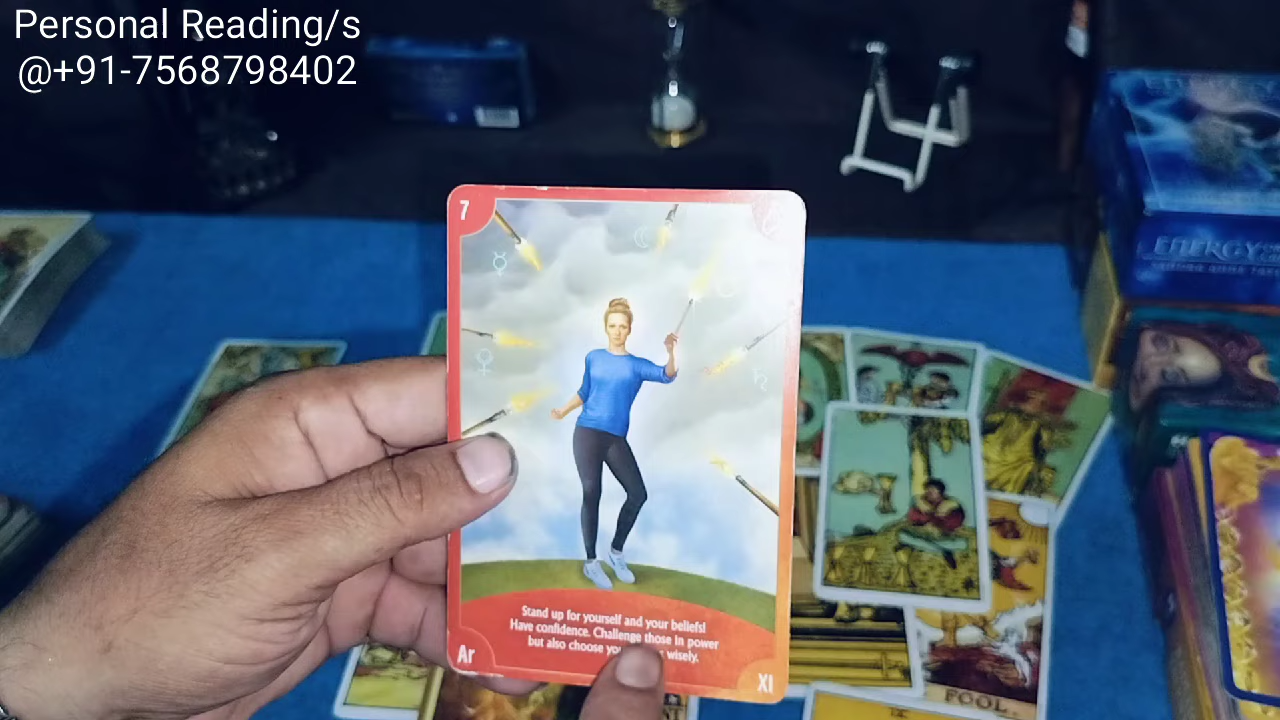 Personal Reading/s
@+91-7568798402
7
ENERGY
Stand up for yourself and your beliefs!
Have confidence. Challenge those in power
but also choose wisely.
Ar
XI
FOOL